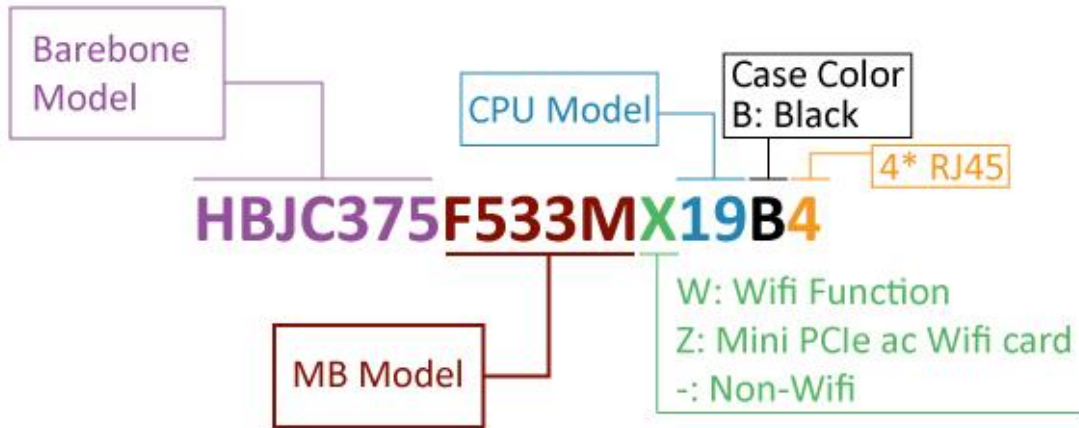 Barebone
Model
CPU Model
Case Color
B: Black
4* RJ45
HBJC375F533MX19B4
MB Model
W: Wifi Function
Z: Mini PCIe ac Wifi card
-: Non-Wifi